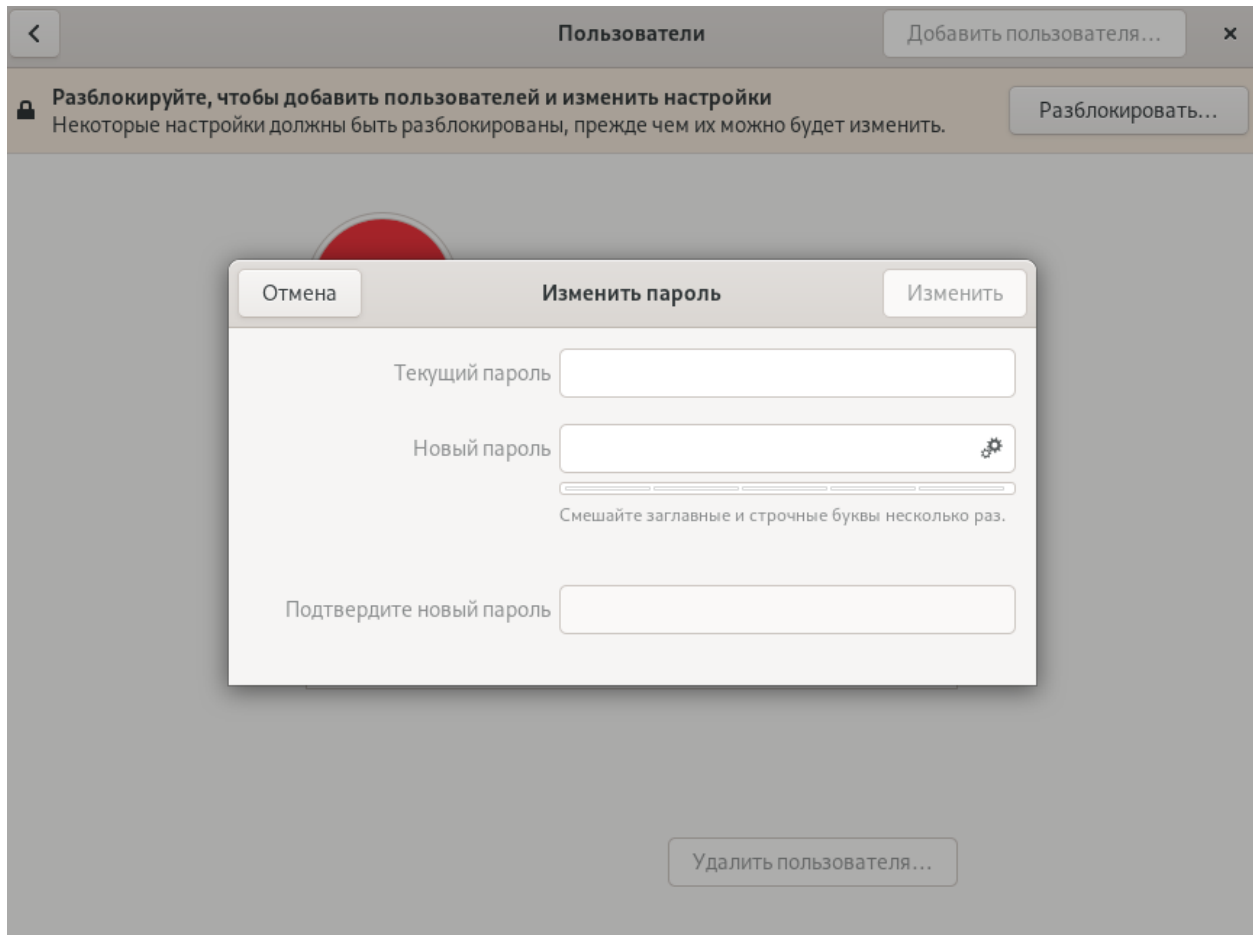 Пользователи
Добавить пользователя...
Разблокируйте, чтобы добавить пользователей и изменить настройки
Некоторые настройки должны быть разблокированы, прежде чем их можно будет изменить.
Разблокировать...
Отмена
Изменить пароль
Изменить
Текущий пароль
Новый пароль
Смешайте заглавные и строчные буквы несколько раз.
Подтвердите новый пароль
Удалить пользователя...